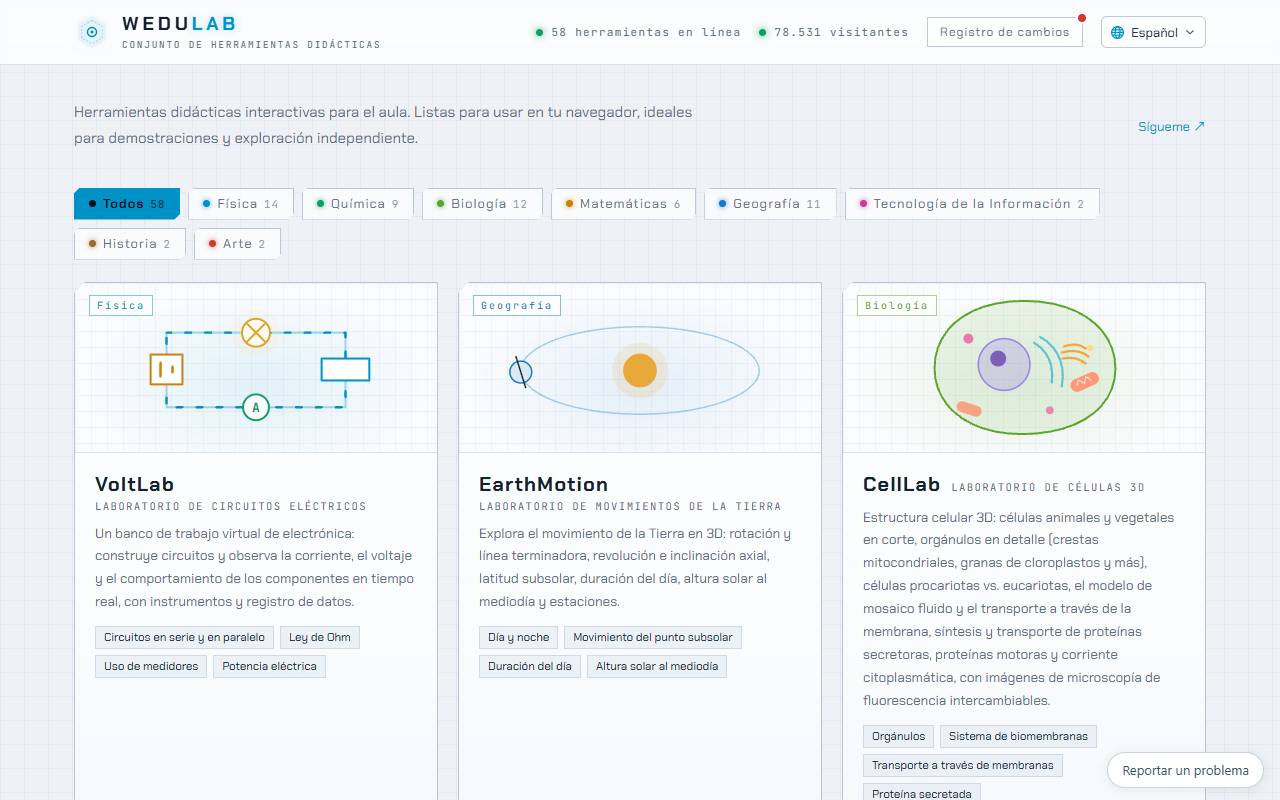 WEDULAB
CONJUNTO DE HERRAMIENTAS DIDÁCTICAS
58 herramientas en línea
78.531 visitantes
Registro de cambios
Español
Herramientas didácticas interactivas para el aula. Listas para usar en tu navegador, ideales
para demostraciones y exploración independiente.
Sígueme ↗
Todos 58
Física 14
Química 9
Biología 12
Matemáticas 6
Geografía 11
Tecnología de la Información 2
Historia 2
Arte 2
Física
A
VoltLab
LABORATORIO DE CIRCUITOS ELÉCTRICOS
Un banco de trabajo virtual de electrónica:
construye circuitos y observa la corriente, el voltaje
y el comportamiento de los componentes en tiempo
real, con instrumentos y registro de datos.
Circuitos en serie y en paralelo
Ley de Ohm
Uso de medidores
Potencia eléctrica
Geografía
EarthMotion
LABORATORIO DE MOVIMIENTOS DE LA TIERRA
Explora el movimiento de la Tierra en 3D: rotación y
línea terminadora, revolución e inclinación axial,
latitud subsolar, duración del día, altura solar al
mediodía y estaciones.
Día y noche
Movimiento del punto subsolar
Duración del día
Altura solar al mediodía
Biología
CellLab LABORATORIO DE CÉLULAS 3D
Estructura celular 3D: células animales y vegetales
en corte, orgánulos en detalle (crestas
mitocondriales, granas de cloroplastos y más),
células procariotas vs. eucariotas, el modelo de
mosaico fluido y el transporte a través de la
membrana, síntesis y transporte de proteínas
secretoras, proteínas motoras y corriente
citoplasmática, con imágenes de microscopía de
fluorescencia intercambiables.
Orgánulos
Sistema de biomembranas
Transporte a través de membranas
Proteína secretada
Reportar un problema